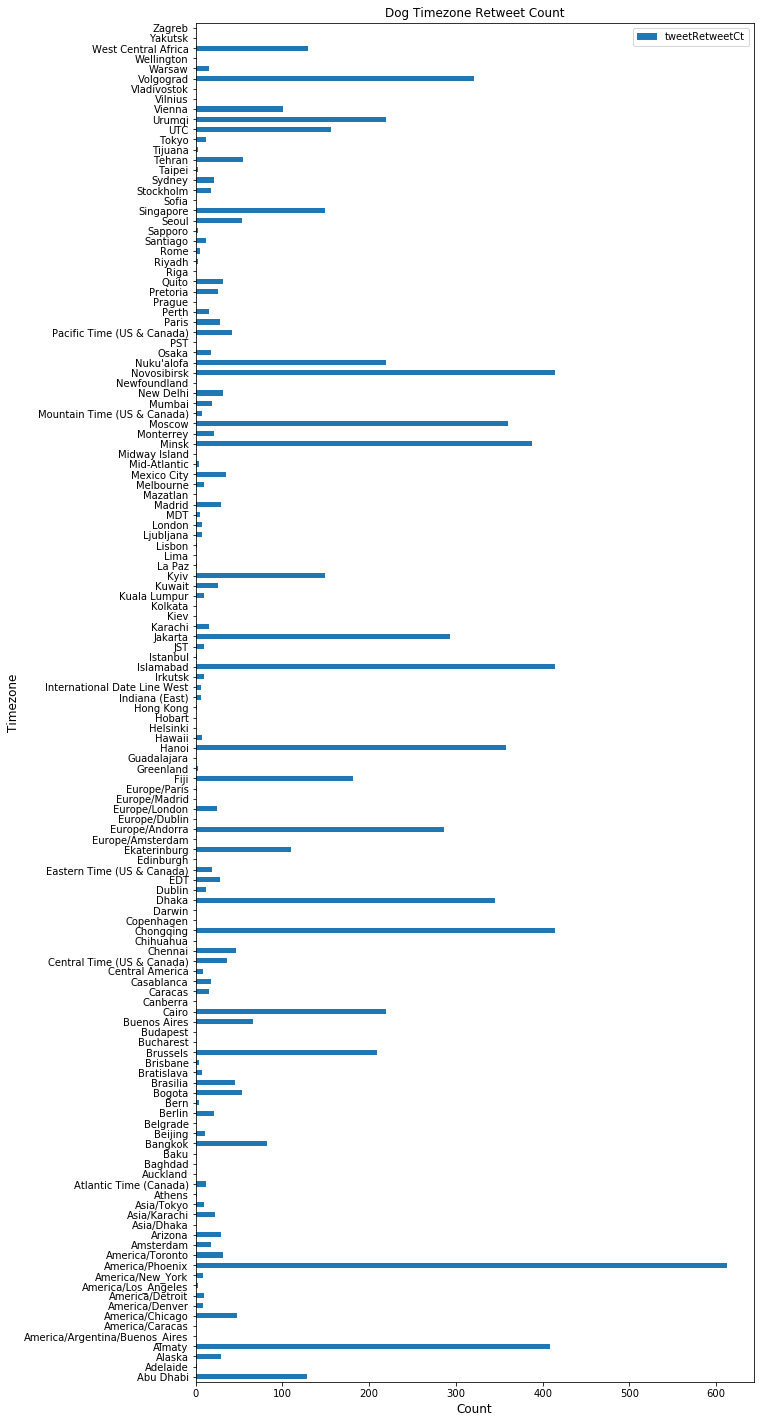 Dog Timezone Retweet Count
tweetRetweetCt
Zagreb
Yakutsk
West Central Africa
Wellington
Warsaw
Volgograd
Vladivostok
Vilnius
Vienna
Urumqi
UTC
Tokyo
Tijuana
Tehran
Taipei
Sydney
Stockholm
Sofia
Singapore
Seoul
Sapporo
Santiago
Rome
Riyadh
Riga
Quito
Pretoria
Prague
Perth
Paris
Pacific Time (US & Canada)
PST
Osaka
Nuku'alofa
Novosibirsk
Newfoundland
New Delhi
Mumbai
Mountain Time (US & Canada)
Moscow
Monterrey
Minsk
Midway Island
Mid-Atlantic
Mexico City
Melbourne
Mazatlan
Madrid
MDT
London
Ljubljana
Lisbon
Lima
La Paz
Kyiv
Kuwait
Kuala Lumpur
Kolkata
Kiev
Karachi
Jakarta
JST
Istanbul
Islamabad
Irkutsk
International Date Line West
Indiana (East)
Hong Kong
Hobart
Helsinki
Hawaii
Hanoi
Guadalajara
Greenland
Fiji
Europe/Paris
Europe/Madrid
Europe/London
Europe/Dublin
Europe/Andorra
Europe/Amsterdam
Ekaterinburg
Edinburgh
Eastern Time (US & Canada)
EDT
Dublin
Dhaka
Darwin
Copenhagen
Chongqing
Chihuahua
Chennai
Central Time (US & Canada)
Central America
Casablanca
Caracas
Canberra
Cairo
Buenos Aires
Budapest
Bucharest
Brussels
Brisbane
Bratislava
Brasilia
Bogota
Bern
Berlin
Belgrade
Beijing
Bangkok
Baku
Baghdad
Auckland
Atlantic Time (Canada)
Athens
Asia/Tokyo
Asia/Karachi
Asia/Dhaka
Arizona
Amsterdam
America/Toronto
America/Phoenix
America/New_York
America/Los_Angeles
America/Detroit
America/Denver
America/Chicago
America/Caracas
America/Argentina/Buenos_Aires
Almaty
Alaska
Adelaide
Abu Dhabi
Timezone
0 100 200 300 400 500 600
Count